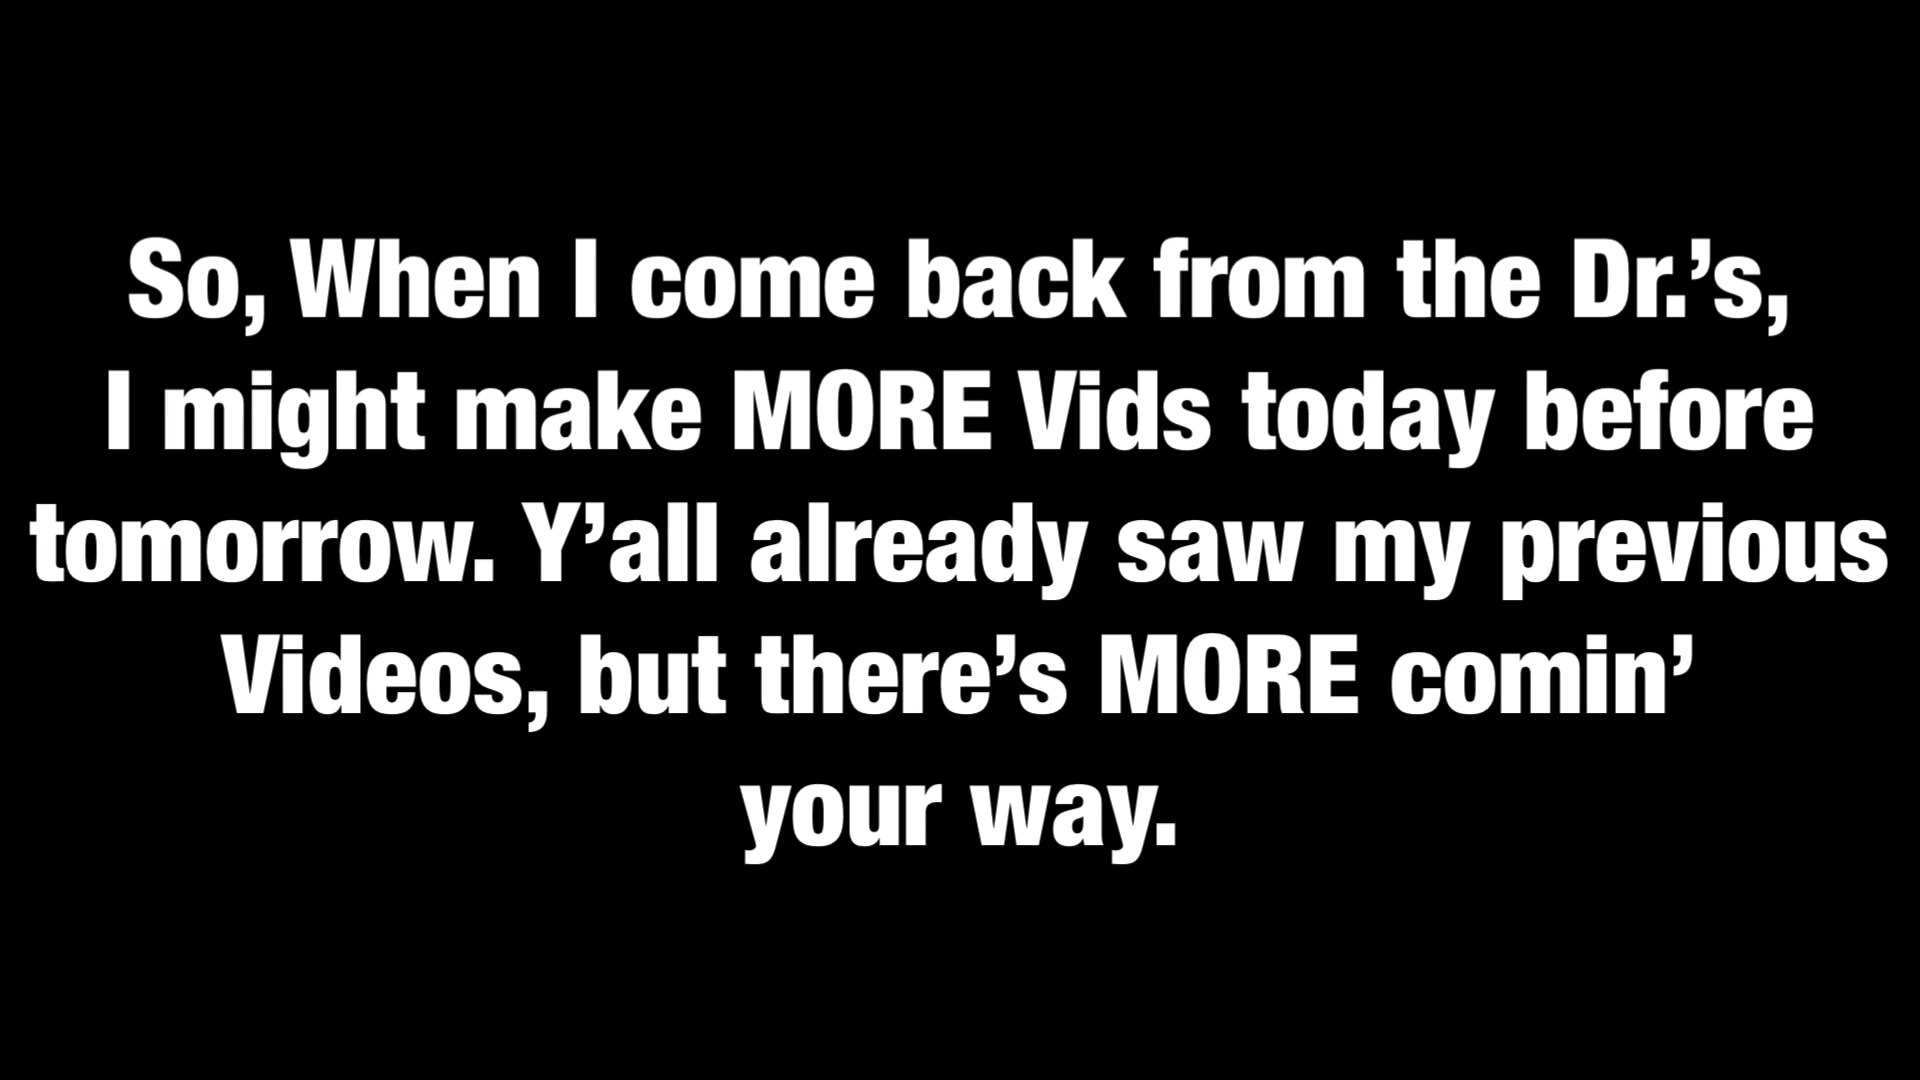 So, When I come back from the Dr.’s,
I might make MORE Vids today before
tomorrow. Y’all already saw my previous
Videos, but there’s MORE comin’
your way.